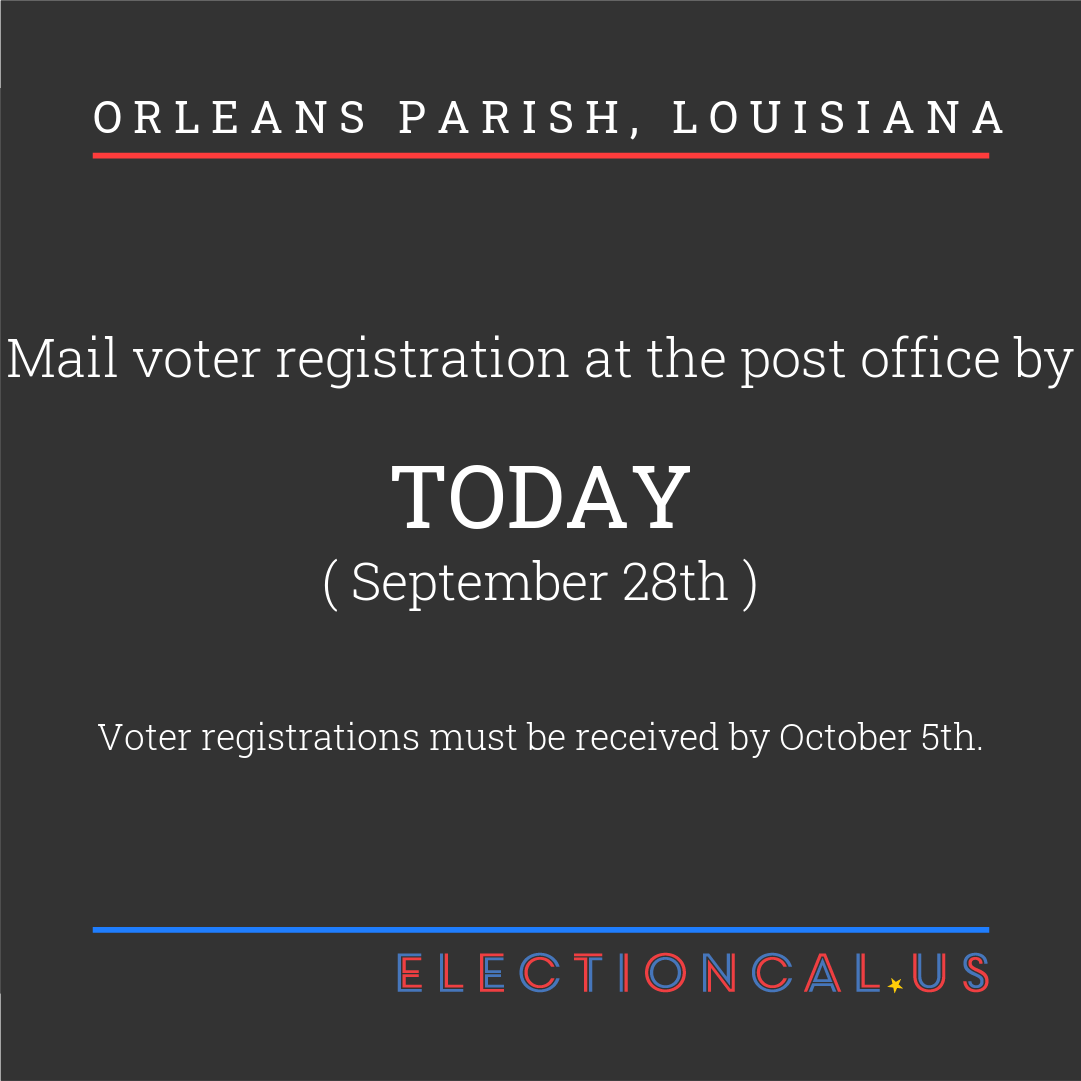 ORLEANS PARISH, LOUISIANA
Mail voter registration at the post office by
TODAY
( September 28th )
Voter registrations must be received by October 5th.
ELECTIONCAL.US